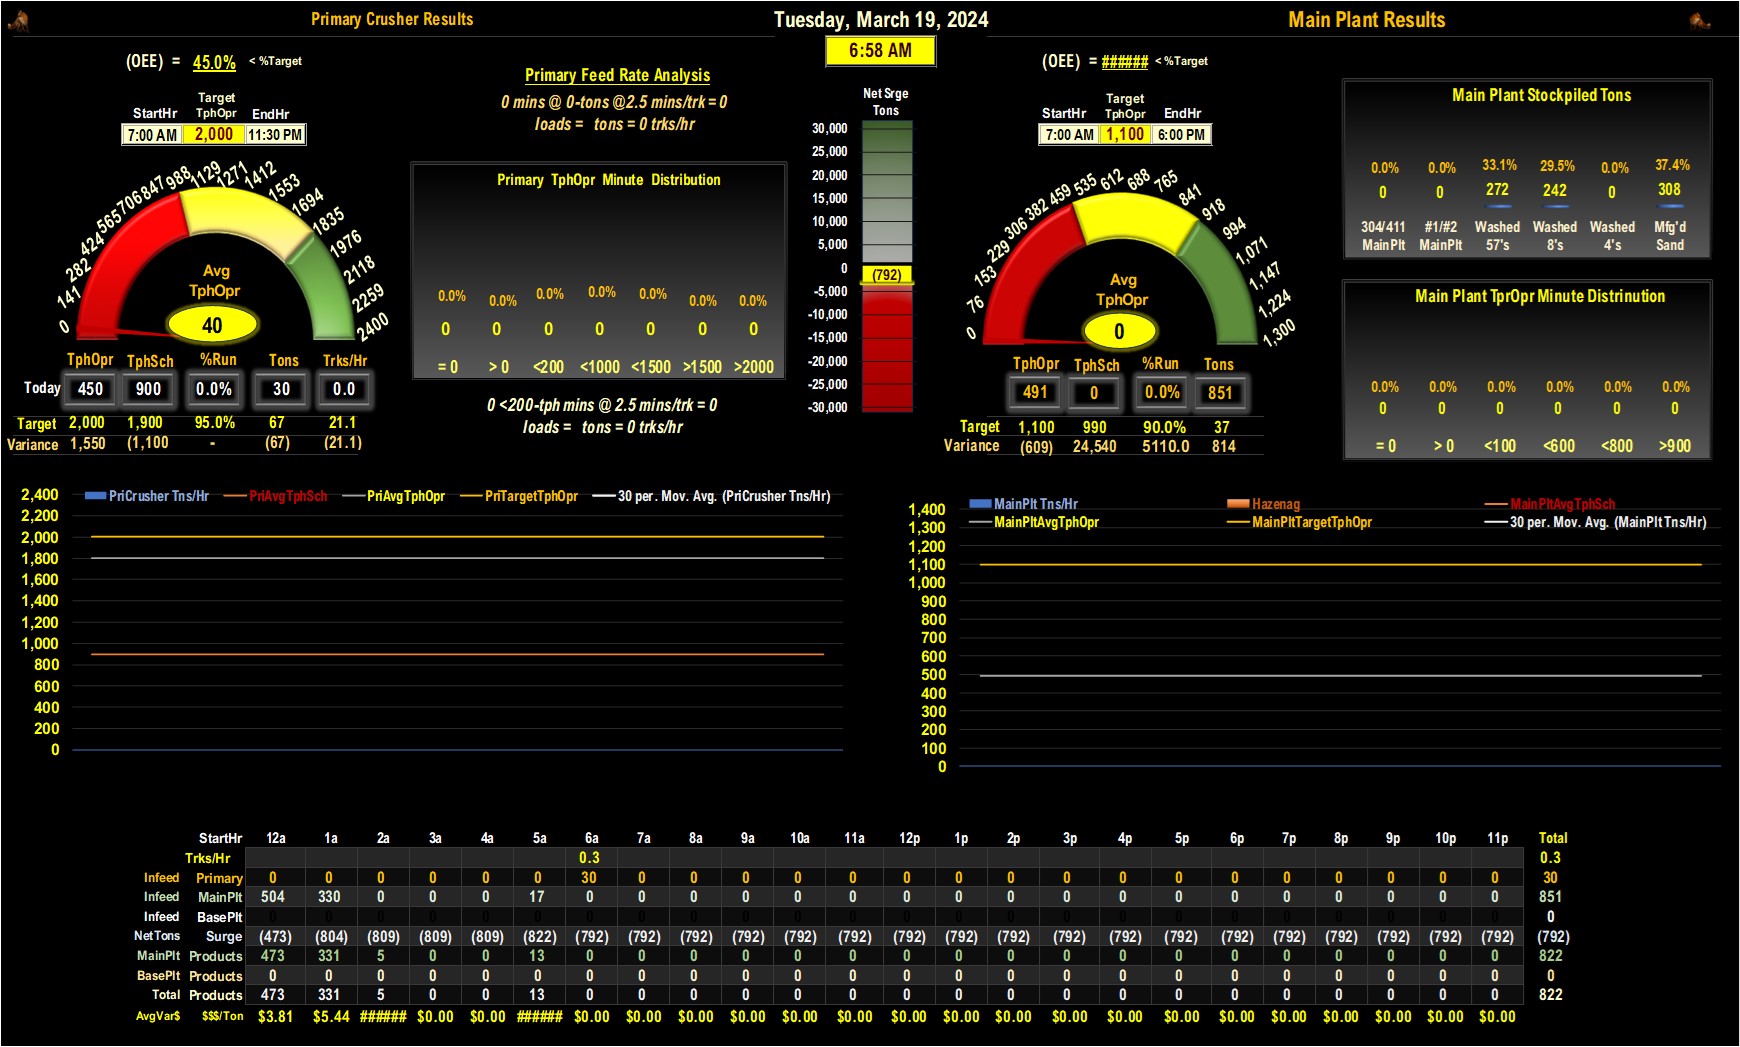 Primary Crusher Results
Tuesday, March 19, 2024
Main Plant Results
6:58 AM
(OEE) = 45.0% < %Target
Target
StartHr TphOpr EndHr
7:00 AM 2,000 11:30 PM
0 141 282 424 565 706 847 988 1129 1271 1412 1553 1694 1835 1976 2118 2259 2400
Avg
TphOpr
40
TphOpr TphSch %Run Tons Trks/Hr
Today 450 900 0.0% 30 0.0
Target 2,000 1,900 95.0% 67 21.1
Variance 1,550 (1,100 - (67) (21.1)
Primary Feed Rate Analysis
0 mins @ 0-tons @2.5 mins/trk = 0
loads = tons = 0 trks/hr
Primary TphOpr Minute Distribution
0.0% 0.0% 0.0% 0.0% 0.0% 0.0% 0.0%
0 0 0 0 0 0 0
= 0 > 0 <200 <1000 <1500 >1500 >2000
0 <200-tph mins @ 2.5 mins/trk = 0
loads = tons = 0 trks/hr
Net Srge
Tons
30,000
25,000
20,000
15,000
10,000
5,000
0
(792)
-5,000
-10,000
-15,000
-20,000
-25,000
-30,000
(OEE) = ###### < %Target
Target
StartHr TphOpr EndHr
7:00 AM 1,100 6:00 PM
0 76 153 229 306 382 459 535 612 688 765 841 918 994 1,071 1,147 1,224 1,300
Avg
TphOpr
0
TphOpr TphSch %Run Tons
491 0 0.0% 851
Target 1,100 990 90.0% 37
Variance (609) 24,540 5110.0 814
Main Plant Stockpiled Tons
0.0% 0.0% 33.1% 29.5% 0.0% 37.4%
0 0 272 242 0 308
304/411 #1/#2 Washed Washed Washed Mfg'd
MainPlt MainPlt 57's 8's 4's Sand
Main Plant TprOpr Minute Distrinution
0.0% 0.0% 0.0% 0.0% 0.0% 0.0%
0 0 0 0 0 0
= 0 > 0 <100 <600 <800 >900
PriCrusher Tns/Hr PriAvgTphSch PriAvgTphOpr PriTargetTphOpr 30 per. Mov. Avg. (PriCrusher Tns/Hr)
2,400
2,200
2,000
1,800
1,600
1,400
1,200
1,000
800
600
400
200
0
MainPlt Tns/Hr Hazenag MainPltAvgTphSch
MainPltAvgTphOpr MainPltTargetTphOpr 30 per. Mov. Avg. (MainPlt Tns/Hr)
1,400
1,300
1,200
1,100
1,000
900
800
700
600
500
400
300
200
100
0
StartHr 12a 1a 2a 3a 4a 5a 6a 7a 8a 9a 10a 11a 12p 1p 2p 3p 4p 5p 6p 7p 8p 9p 10p 11p Total
Trks/Hr 0.3 0.3
Infeed Primary 0 0 0 0 0 0 30 0 0 0 0 0 0 0 0 0 0 0 0 0 0 0 0 0 30
Infeed MainPlt 504 330 0 0 0 17 0 0 0 0 0 0 0 0 0 0 0 0 0 0 0 0 0 0 851
Infeed BasePlt 0 0 0 0 0 0 0 0 0 0 0 0 0 0 0 0 0 0 0 0 0 0 0 0 0
NetTons Surge (473) (804) (809) (809) (809) (822) (792) (792) (792) (792) (792) (792) (792) (792) (792) (792) (792) (792) (792) (792) (792) (792) (792) (792) (792)
MainPlt Products 473 331 5 0 0 13 0 0 0 0 0 0 0 0 0 0 0 0 0 0 0 0 0 0 822
BasePlt Products 0 0 0 0 0 0 0 0 0 0 0 0 0 0 0 0 0 0 0 0 0 0 0 0 0
Total Products 473 331 5 0 0 13 0 0 0 0 0 0 0 0 0 0 0 0 0 0 0 0 0 0 822
AvgVar$ $$$/Ton $3.81 $5.44 ###### $0.00 $0.00 ###### $0.00 $0.00 $0.00 $0.00 $0.00 $0.00 $0.00 $0.00 $0.00 $0.00 $0.00 $0.00 $0.00 $0.00 $0.00 $0.00 $0.00 $0.00